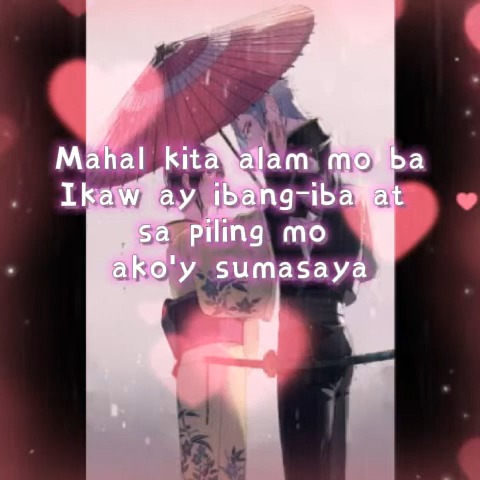 Mahal kita alam mo ba
Ikaw ay ibang-iba at
sa piling mo
ako'y sumasaya